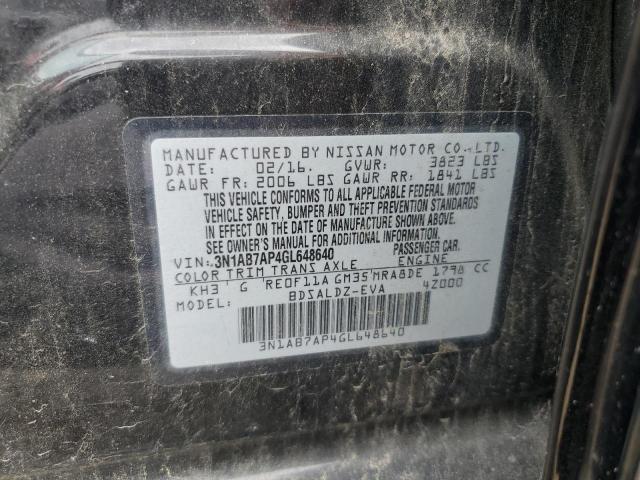 MANUFACTURED BY NISSAN MOTOR CO., LTD.
DATE: 02/16. GVWR: 3823 LBS
GAWR FR: 2006 LBS GAWR RR: 1841 LBS
THIS VEHICLE CONFORMS TO ALL APPLICABLE FEDERAL MOTOR
VEHICLE SAFETY, BUMPER AND THEFT PREVENTION STANDARDS
IN EFFECT ON THE DATE OF MANUFACTURE SHOWN ABOVE.
SEE OWNER'S MANUAL FOR ADDITIONAL INFORMATION.
VIN: 3N1AB7AP4GL648640 PASSENGER CAR.
COLOR TRIM TRANS AXLE ENGINE
KH3 G RE0F11A GM35 MRA8DE 1798 CC
MODEL: BDSALDZ-EVA 4Z000
3N1AB7AP4GL648640